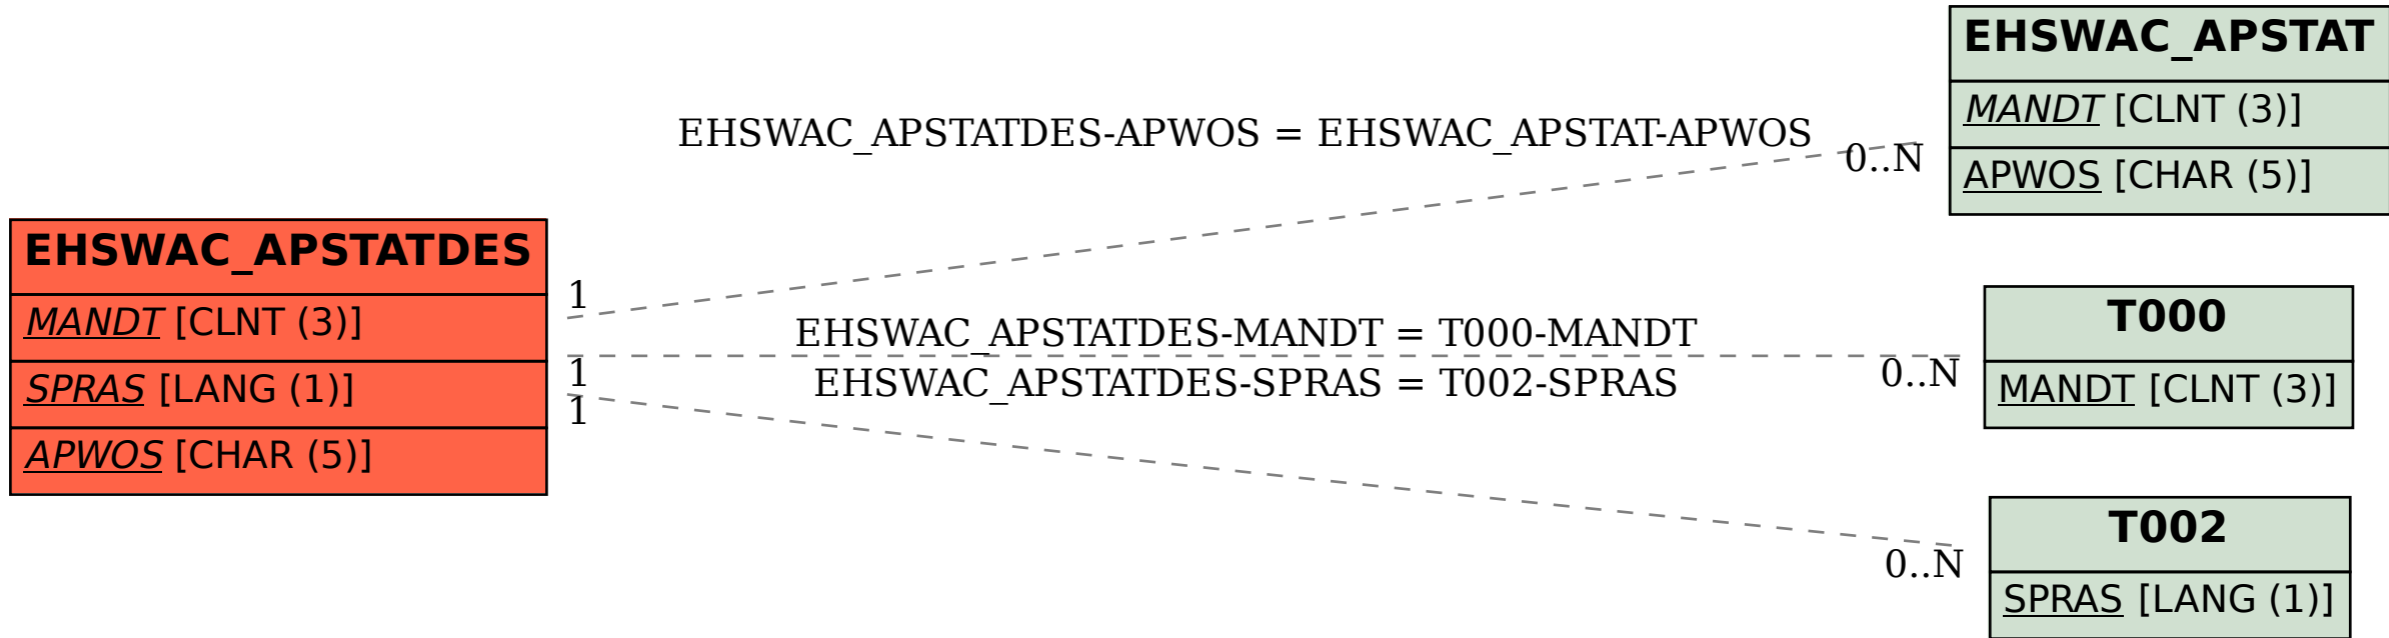 EHSWAC_APSTAT
MANDT [CLNT (3)]
APWOS [CHAR (5)]
EHSWAC_APSTATDES-APWOS = EHSWAC_APSTAT-APWOS
0..N
EHSWAC_APSTATDES
MANDT [CLNT (3)]
SPRAS [LANG (1)]
APWOS [CHAR (5)]
1
EHSWAC_APSTATDES-MANDT = T000-MANDT
1
0..N
EHSWAC_APSTATDES-SPRAS = T002-SPRAS
1
T000
MANDT [CLNT (3)]
0..N
T002
SPRAS [LANG (1)]